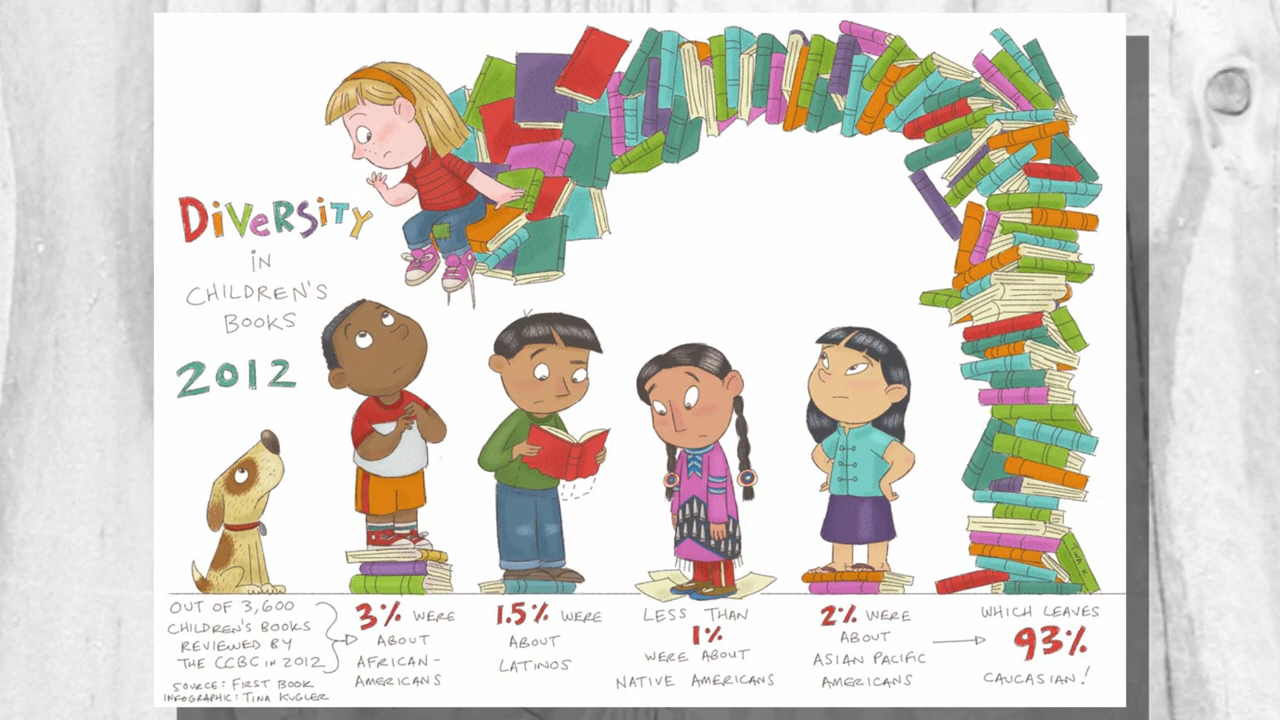 DiVeRSiTy
iN
CHiLDREN'S
BOOKS
2012
OUT OF 3,600
CHiLDREN'S BOOKS
REViEWED BY
THE CCBC iN 2012
SOURCE: FiRST BOOK
iNFOGRAPHiC: TiNA KUGLER
3% WERE
ABOUT
AFRiCAN-
AMERiCANS
1.5% WERE
ABOUT
LATiNOS
LESS THAN
1%
WERE ABOUT
NATiVE AMERiCANS
2% WERE
ABOUT
ASiAN PACiFiC
AMERiCANS
WHiCH LEAVES
93%
CAUCASiAN!